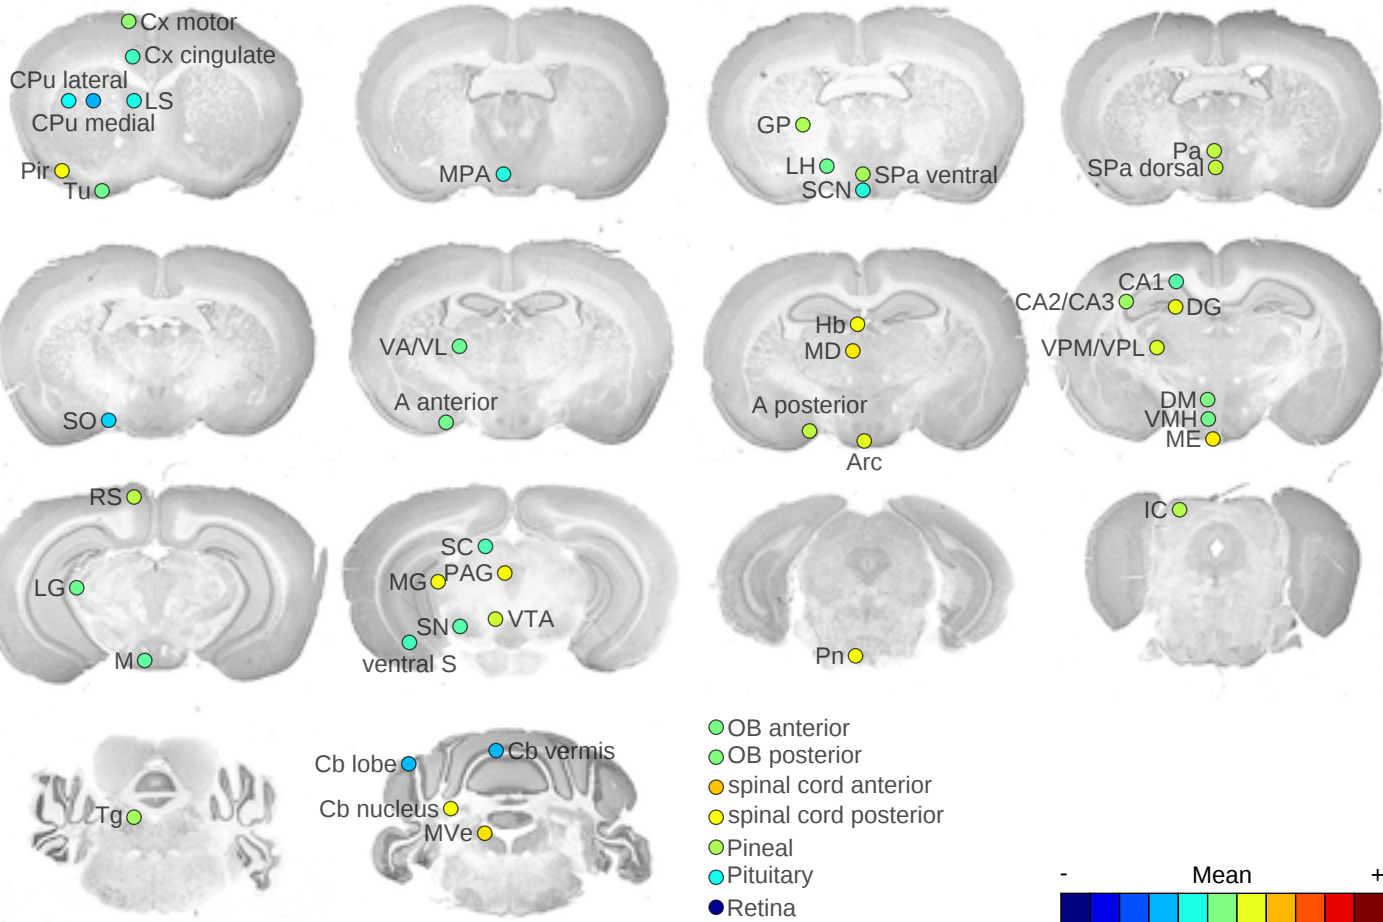 Cx motor
Cx cingulate
CPu lateral
LS
CPu medial
Pir
Tu
MPA
GP
LH
SPa ventral
SCN
Pa
SPa dorsal
SO
VA/VL
A anterior
Hb
MD
A posterior
Arc
CA1
CA2/CA3
DG
VPM/VPL
DM
VMH
ME
RS
LG
M
SC
MG
PAG
SN
VTA
ventral S
Pn
IC
Tg
Cb lobe
Cb vermis
Cb nucleus
MVe
OB anterior
OB posterior
spinal cord anterior
spinal cord posterior
Pineal
Pituitary
Retina
- Mean +